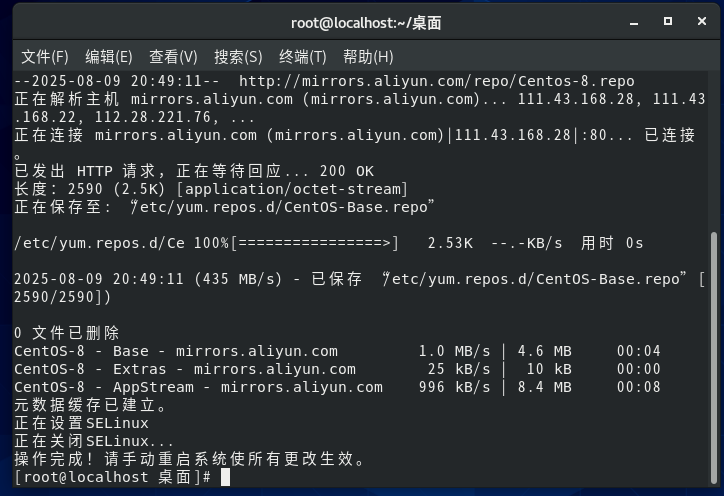 root@localhost:~/桌面
文件(F) 编辑(E) 查看(V) 搜索(S) 终端(T) 帮助(H)
--2025-08-09 20:49:11--  http://mirrors.aliyun.com/repo/Centos-8.repo
正在解析主机 mirrors.aliyun.com (mirrors.aliyun.com)... 111.43.168.28, 111.43
.168.22, 112.28.221.76, ...
正在连接 mirrors.aliyun.com (mirrors.aliyun.com)|111.43.168.28|:80... 已连接
。
已发出 HTTP 请求，正在等待回应... 200 OK
长度：2590 (2.5K) [application/octet-stream]
正在保存至: “/etc/yum.repos.d/CentOS-Base.repo”
/etc/yum.repos.d/Ce 100%[================>]   2.53K  --.-KB/s  用时 0s
2025-08-09 20:49:11 (435 MB/s) - 已保存 “/etc/yum.repos.d/CentOS-Base.repo” [
2590/2590])
0 文件已删除
CentOS-8 - Base - mirrors.aliyun.com         1.0 MB/s | 4.6 MB     00:04
CentOS-8 - Extras - mirrors.aliyun.com        25 kB/s |  10 kB     00:00
CentOS-8 - AppStream - mirrors.aliyun.com    996 kB/s | 8.4 MB     00:08
元数据缓存已建立。
正在设置SELinux
正在关闭SELinux...
操作完成！请手动重启系统使所有更改生效。
[root@localhost 桌面]#